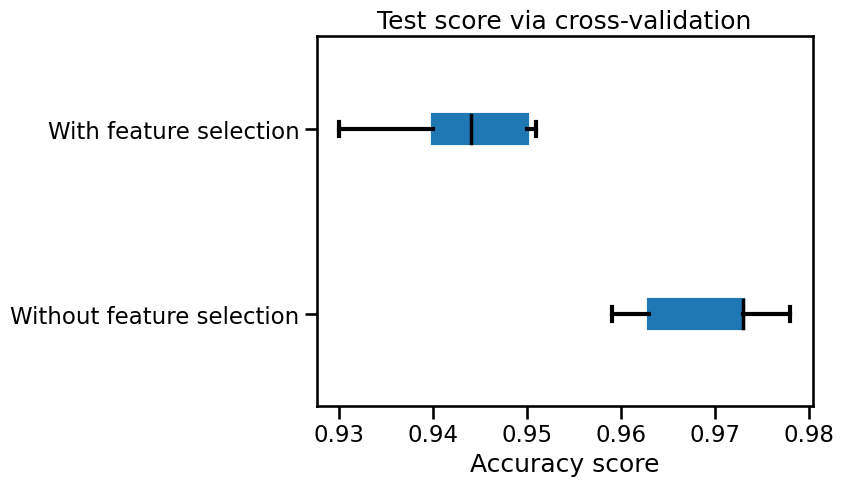 Test score via cross-validation
With feature selection
Without feature selection
0.93 0.94 0.95 0.96 0.97 0.98
Accuracy score